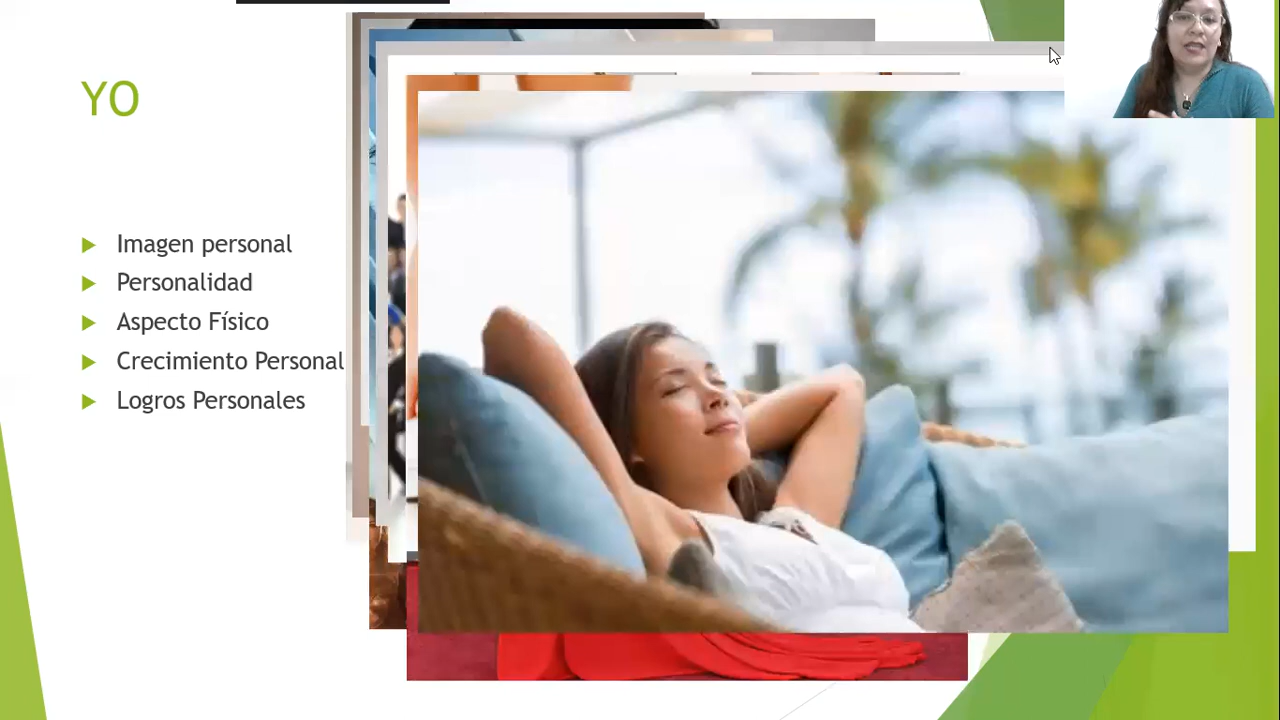 YO
Imagen personal
Personalidad
Aspecto Físico
Crecimiento Personal
Logros Personales